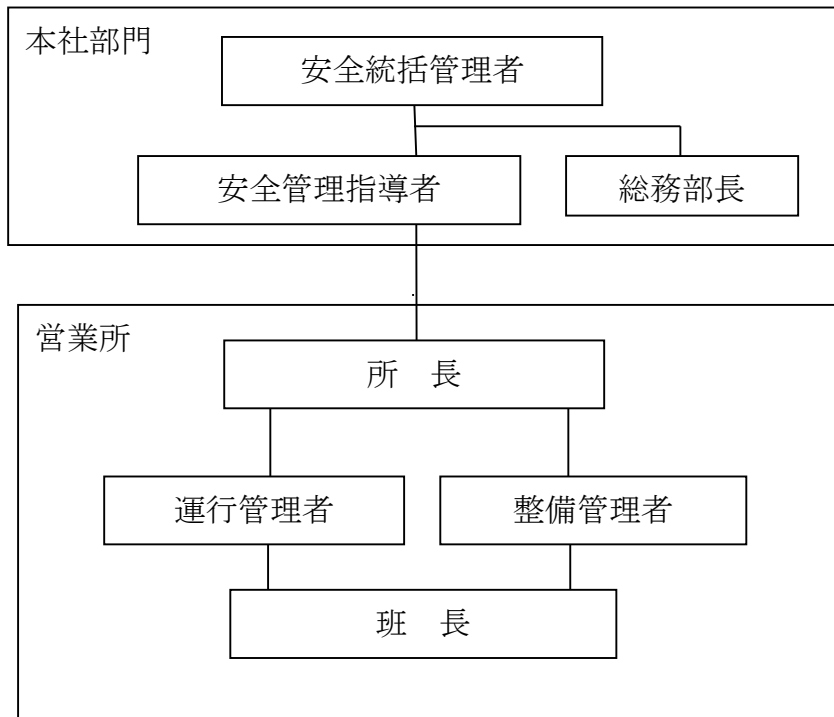 本社部門
安全統括管理者
安全管理指導者
総務部長
営業所
所　長
運行管理者
整備管理者
班　長